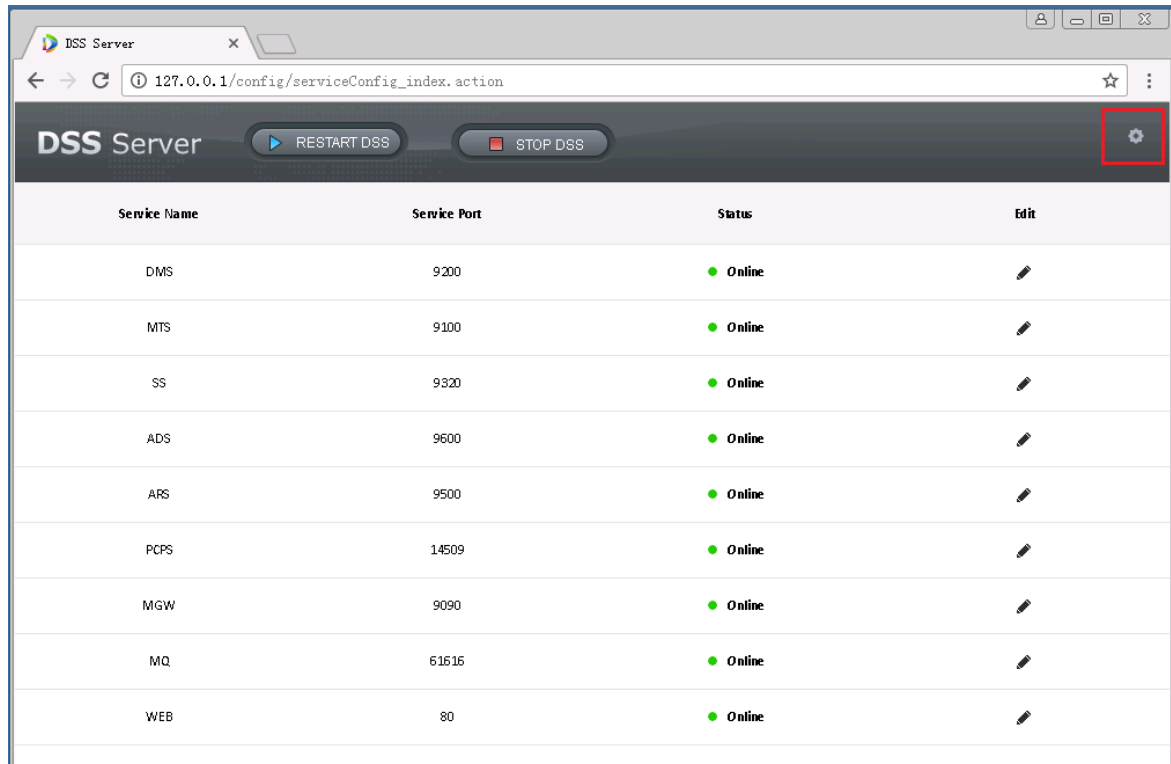 DSS Server
127.0.0.1/config/serviceConfig_index.action
DSS Server RESTART DSS STOP DSS
Service Name Service Port Status Edit
DMS 9200 Online
MTS 9100 Online
SS 9320 Online
ADS 9600 Online
ARS 9500 Online
PCPS 14509 Online
MGW 9090 Online
MQ 61616 Online
WEB 80 Online